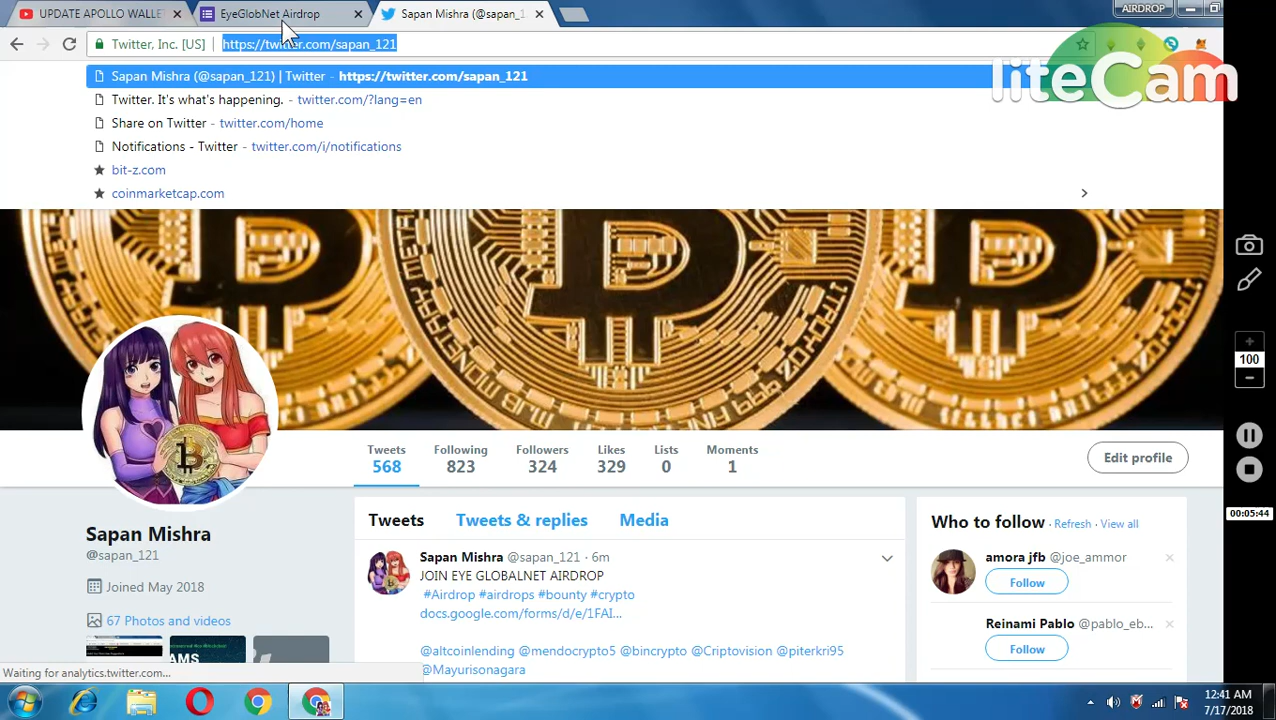 UPDATE APOLLO WALLE
EyeGlobNet Airdrop
Sapan Mishra (@sapan_1
AIRDROP
Twitter, Inc. [US]
https://twitter.com/sapan_121
Sapan Mishra (@sapan_121) | Twitter - https://twitter.com/sapan_121
Twitter. It's what's happening. - twitter.com/?lang=en
Share on Twitter - twitter.com/home
Notifications - Twitter - twitter.com/i/notifications
bit-z.com
coinmarketcap.com
liteCam
100
00:05:44
Tweets Following Followers Likes Lists Moments
568 823 324 329 0 1
Edit profile
Sapan Mishra
@sapan_121
Joined May 2018
67 Photos and videos
Tweets Tweets & replies Media
Sapan Mishra @sapan_121 · 6m
JOIN EYE GLOBALNET AIRDROP
#Airdrop #airdrops #bounty #crypto
docs.google.com/forms/d/e/1FAI...
@altcoinlending @mendocrypto5 @bincrypto @Criptovision @piterkri95
@Mayurisonagara
Who to follow · Refresh · View all
amora jfb @joe_ammor
Follow
Reinami Pablo @pablo_eb...
Follow
Waiting for analytics.twitter.com...
12:41 AM
7/17/2018